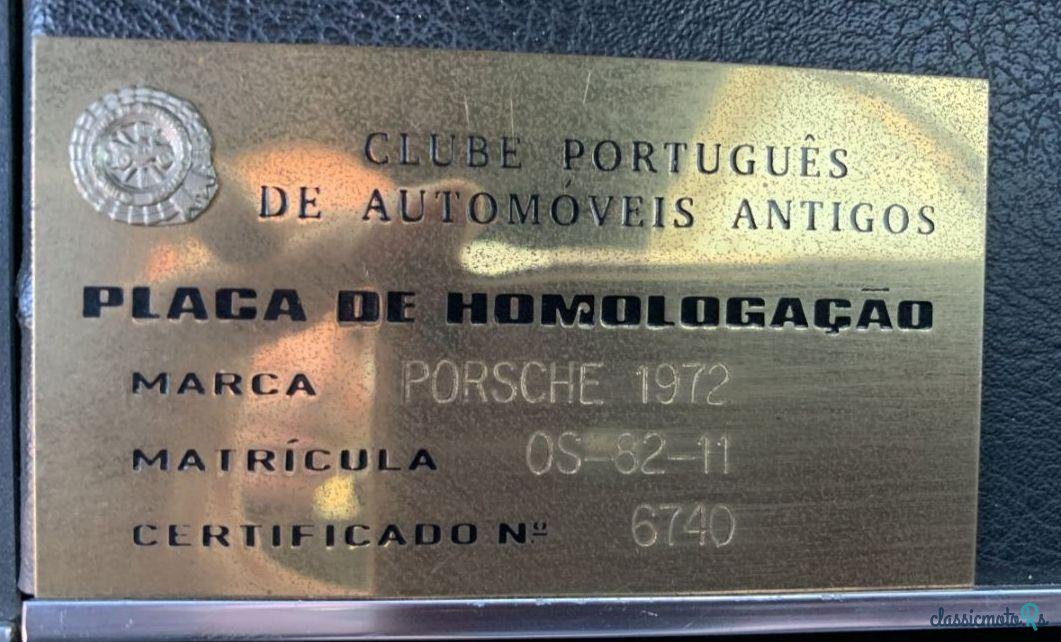 CLUBE PORTUGUÊS
DE AUTOMÓVEIS ANTIGOS
PLACA DE HOMOLOGAÇÃO
MARCA PORSCHE 1972
MATRÍCULA OS-82-11
CERTIFICADO Nº 6740
classicmotoRs